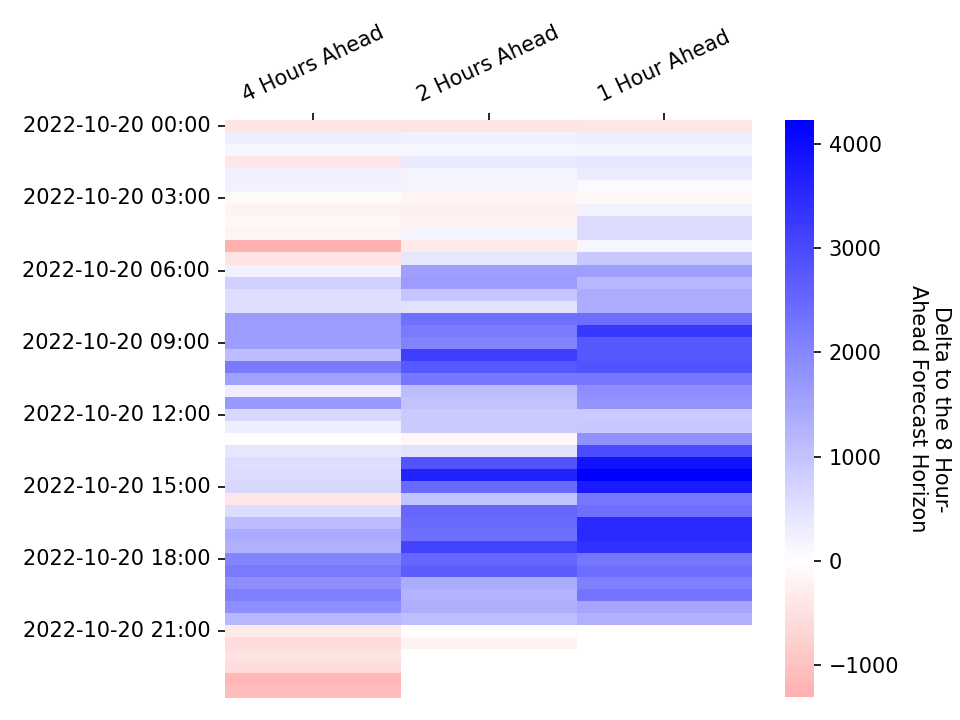 4 Hours Ahead
2 Hours Ahead
1 Hour Ahead
2022-10-20 00:00
2022-10-20 03:00
2022-10-20 06:00
2022-10-20 09:00
2022-10-20 12:00
2022-10-20 15:00
2022-10-20 18:00
2022-10-20 21:00
4000
3000
2000
1000
0
−1000
Delta to the 8 Hour-
Ahead Forecast Horizon